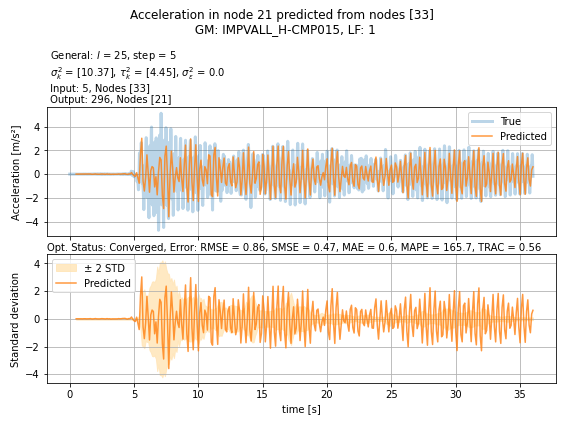 Acceleration in node 21 predicted from nodes [33]
GM: IMPVALL_H-CMP015, LF: 1
General: l = 25, step = 5
σ²ₖ = [10.37], τ²ₖ = [4.45], σ²ε = 0.0
Input: 5, Nodes [33]
Output: 296, Nodes [21]
Acceleration [m/s²]
4
2
0
−2
−4
True
Predicted
Opt. Status: Converged, Error: RMSE = 0.86, SMSE = 0.47, MAE = 0.6, MAPE = 165.7, TRAC = 0.56
Standard deviation
4
2
0
−2
−4
± 2 STD
Predicted
0 5 10 15 20 25 30 35
time [s]